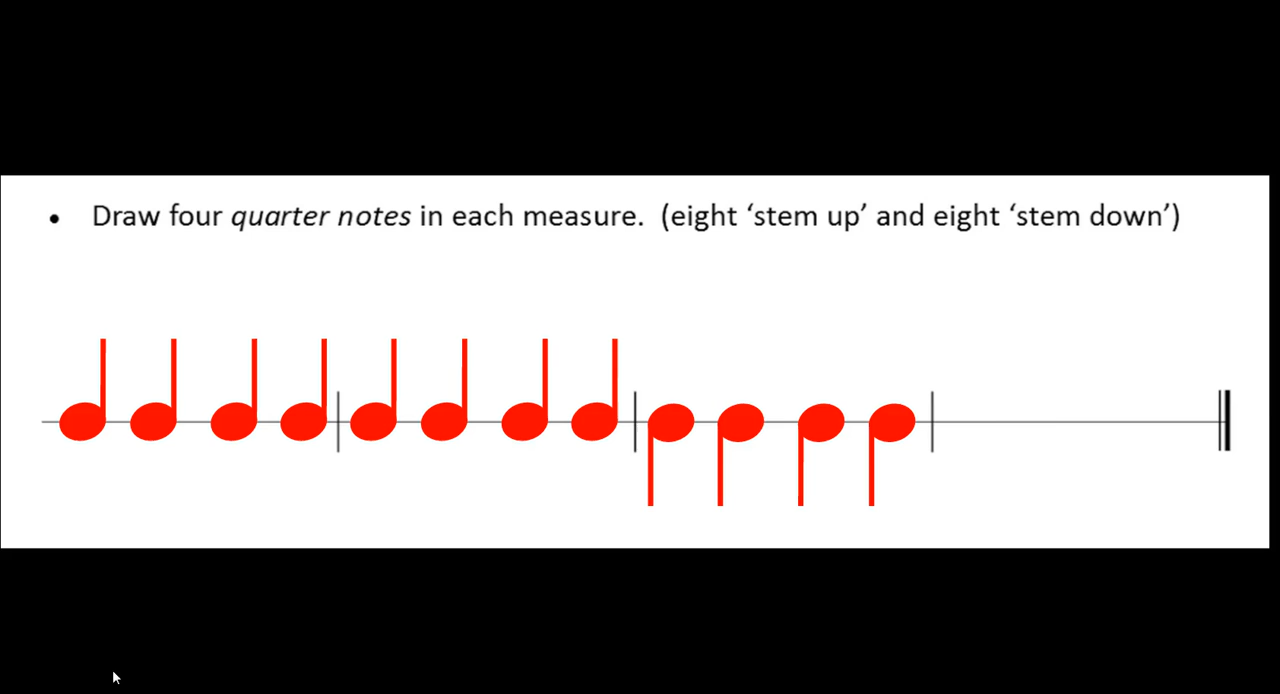 • Draw four quarter notes in each measure. (eight ‘stem up’ and eight ‘stem down’)